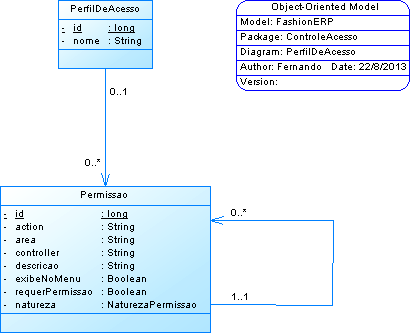 PerfilDeAcesso
- id : long
- nome : String
Object-Oriented Model
Model: FashionERP
Package: ControleAcesso
Diagram: PerfilDeAcesso
Author: Fernando Date: 22/8/2013
Version:
0..1
0..*
Permissao
- id : long
- action : String
- area : String
- controller : String
- descricao : String
- exibeNoMenu : Boolean
- requerPermissao : Boolean
- natureza : NaturezaPermissao
0..*
1..1